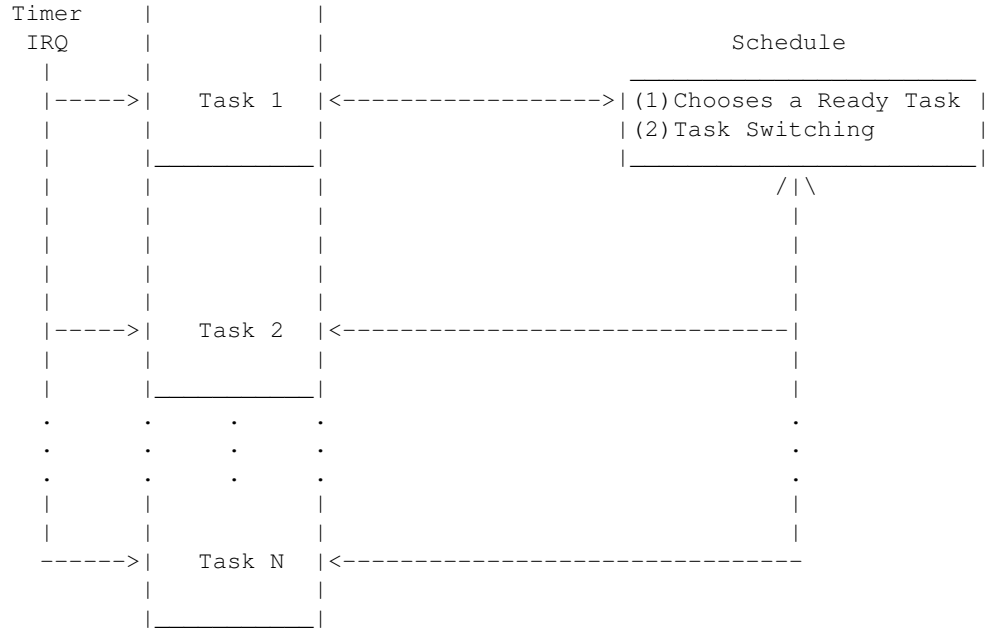 Timer
IRQ
Schedule
Task 1
(1)Chooses a Ready Task
(2)Task Switching
Task 2
Task N